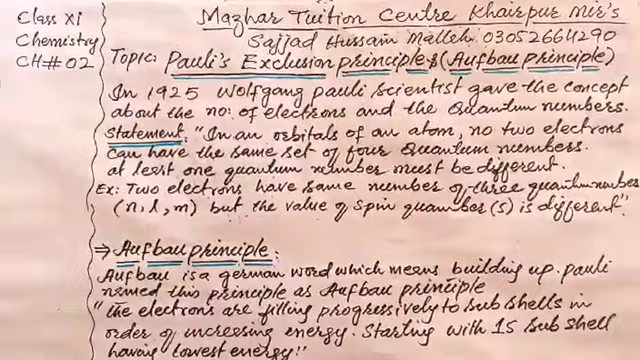 Class XI
Chemistry
CH# 02
Mazhar Tuition Centre Khairpur Mir's
Sajjad Hussain Malleh 03052664290
Topic: Pauli's Exclusion principle & (Aufbau principle)
In 1925 Wolfgang pauli scientist gave the concept
about the no: of electrons and the Quantum numbers.
Statement: "In an orbitals of an atom, no two electrons
can have the same set of four Quantum numbers.
at least one quantum number must be different.
Ex: Two electrons have same number of three quantum number
(n, l, m) but the value of spin quamber (s) is different"
⇒ Aufbau principle:
Aufbau is a german word which means building up. pauli
named this principle as Aufbau principle
"the electrons are filling progressively to sub shells in
order of increasing energy. Starting with 1S sub shell
having lowest energy!"